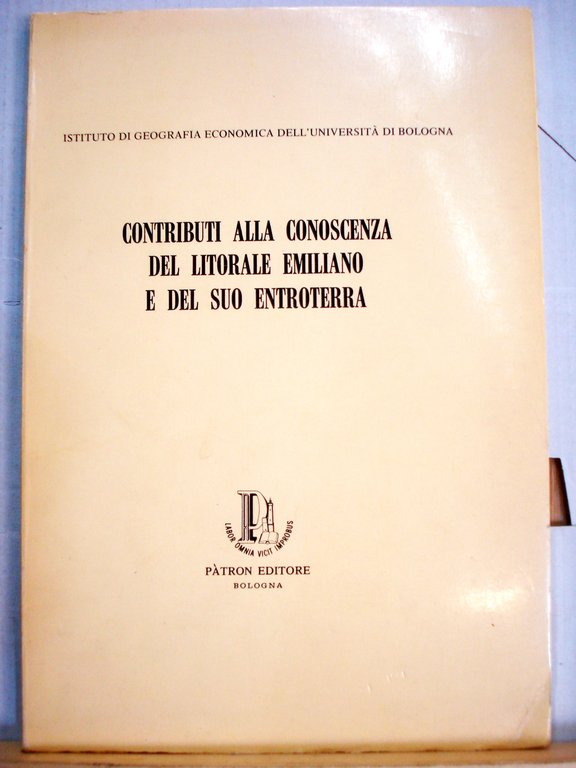 ISTITUTO DI GEOGRAFIA ECONOMICA DELL'UNIVERSITÀ DI BOLOGNA
CONTRIBUTI ALLA CONOSCENZA
DEL LITORALE EMILIANO
E DEL SUO ENTROTERRA
P
LABOR OMNIA VICIT IMPROBUS
PÀTRON EDITORE
BOLOGNA